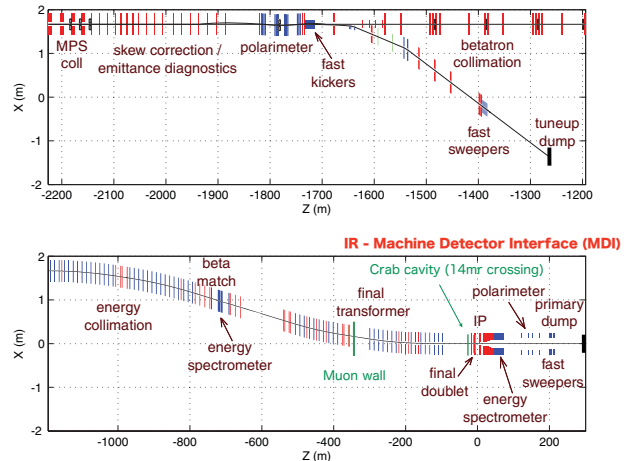 2
MPS
coll
skew correction /
emittance diagnostics
polarimeter
fast
kickers
betatron
collimation
fast
sweepers
tuneup
dump
1
0
-1
-2
X (m)
-2200 -2100 -2000 -1900 -1800 -1700 -1600 -1500 -1400 -1300 -1200
Z (m)
IR - Machine Detector Interface (MDI)
2
1
0
-1
-2
X (m)
energy
collimation
beta
match
energy
spectrometer
final
transformer
Muon wall
Crab cavity (14mr crossing)
IP
polarimeter
primary
dump
final
doublet
energy
spectrometer
fast
sweepers
-1000 -800 -600 -400 -200 0 200
Z (m)